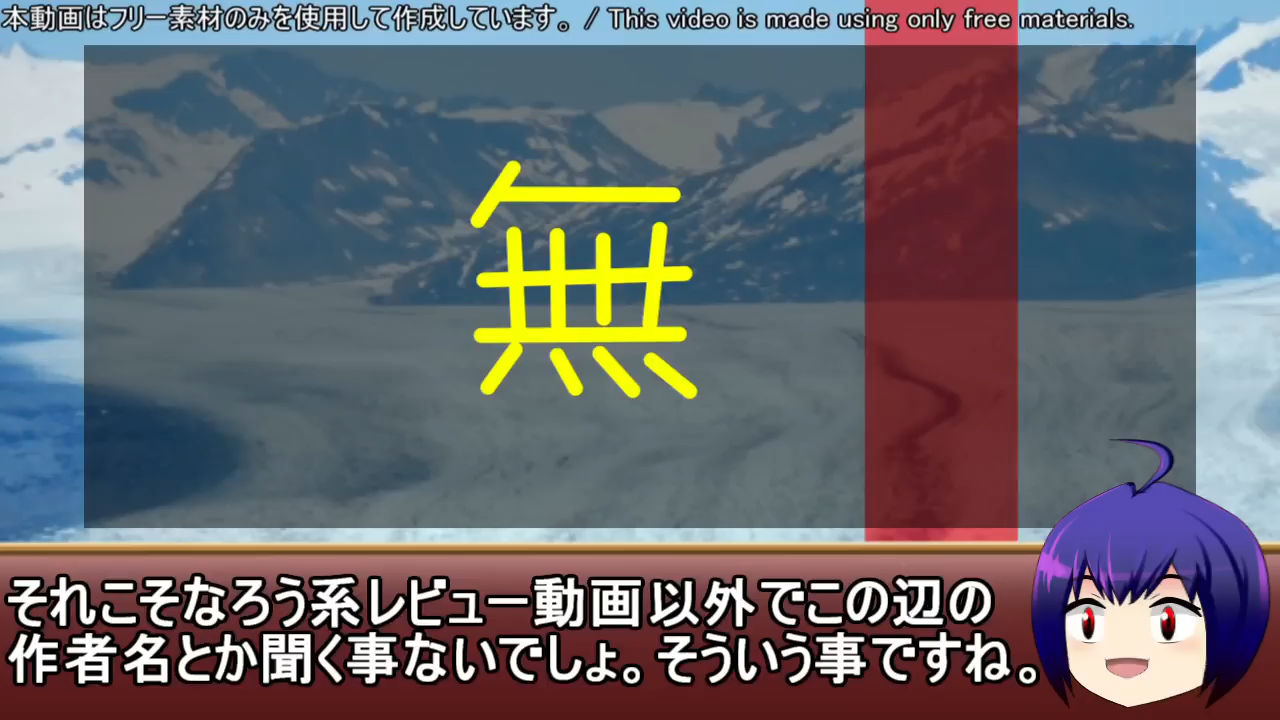 本動画はフリー素材のみを使用して作成しています。 / This video is made using only free materials.
無
それこそなろう系レビュー動画以外でこの辺の
作者名とか聞く事ないでしょ。そういう事ですね。